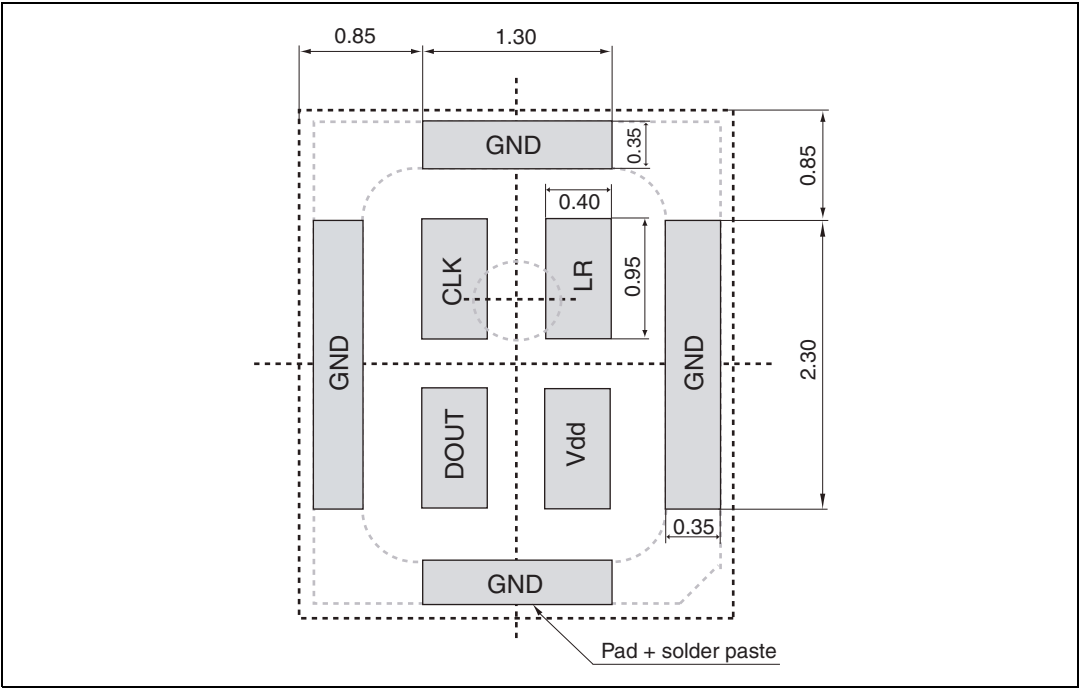 0.85
1.30
GND
0.35
0.85
0.40
CLK
LR
0.95
GND
GND
2.30
DOUT
Vdd
0.35
GND
Pad + solder paste